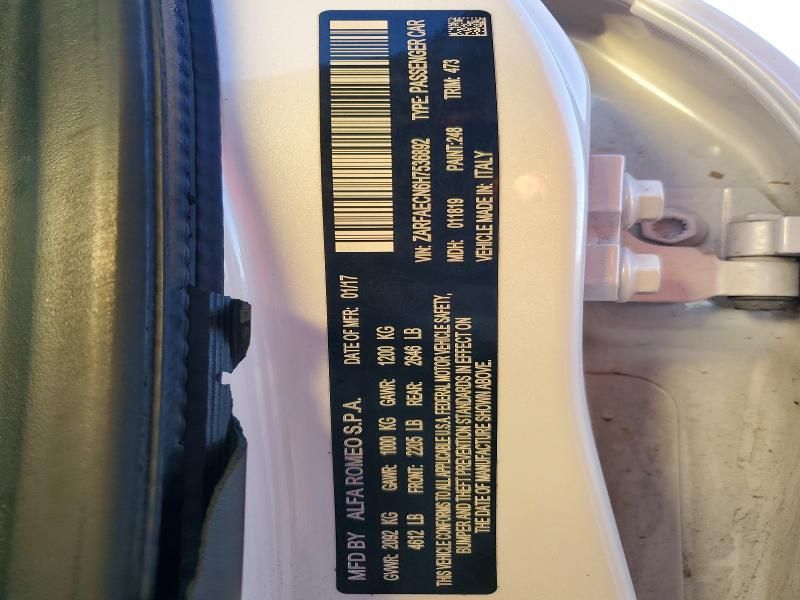 MFD BY ALFA ROMEO S.P.A. DATE OF MFR: 01/17
GVWR: 2092 KG GAWR: 1000 KG GAWR: 1200 KG
4612 LB FRONT: 2205 LB REAR: 2646 LB
THIS VEHICLE CONFORMS TO ALL APPLICABLE U.S.A. FEDERAL MOTOR VEHICLE SAFETY,
BUMPER AND THEFT PREVENTION STANDARDS IN EFFECT ON
THE DATE OF MANUFACTURE SHOWN ABOVE.
VIN: ZARFAECN6H7536892 TYPE: PASSENGER CAR
MDH: 011819 PAINT: 248 TRIM: 473
VEHICLE MADE IN: ITALY